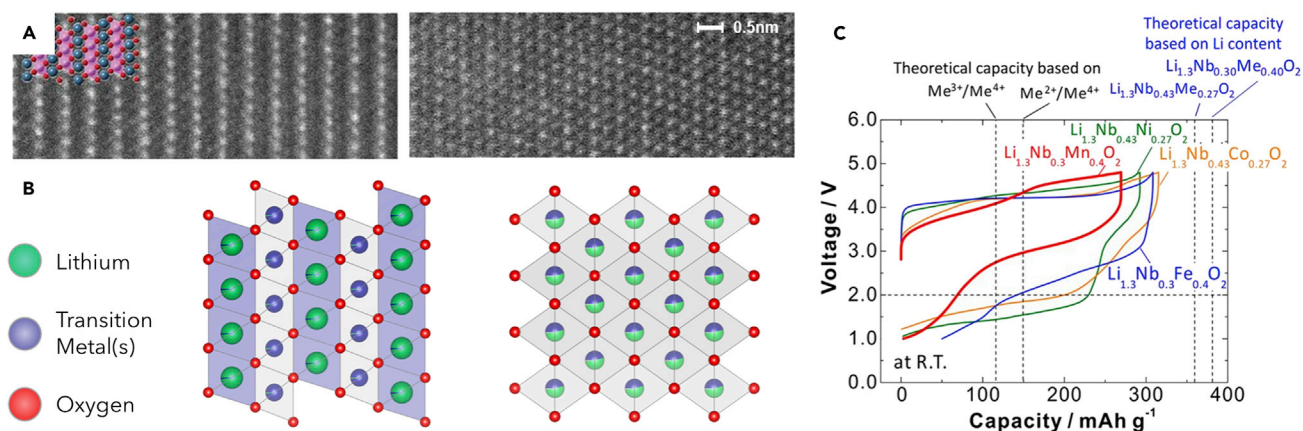 A
0.5nm
B
Lithium
Transition
Metal(s)
Oxygen
C
Theoretical capacity
based on Li content
Li1.3Nb0.30Me0.40O2
Li1.3Nb0.43Me0.27O2
Theoretical capacity based on
Me3+/Me4+
Me2+/Me4+
Li1.3Nb0.43Ni0.27O2
Li1.3Nb0.3Mn0.4O2
Li1.3Nb0.43Co0.27O2
Li1.3Nb0.3Fe0.4O2
at R.T.
6.0
5.0
4.0
3.0
2.0
1.0
0.0
Voltage / V
0
100
200
300
400
Capacity / mAh g-1